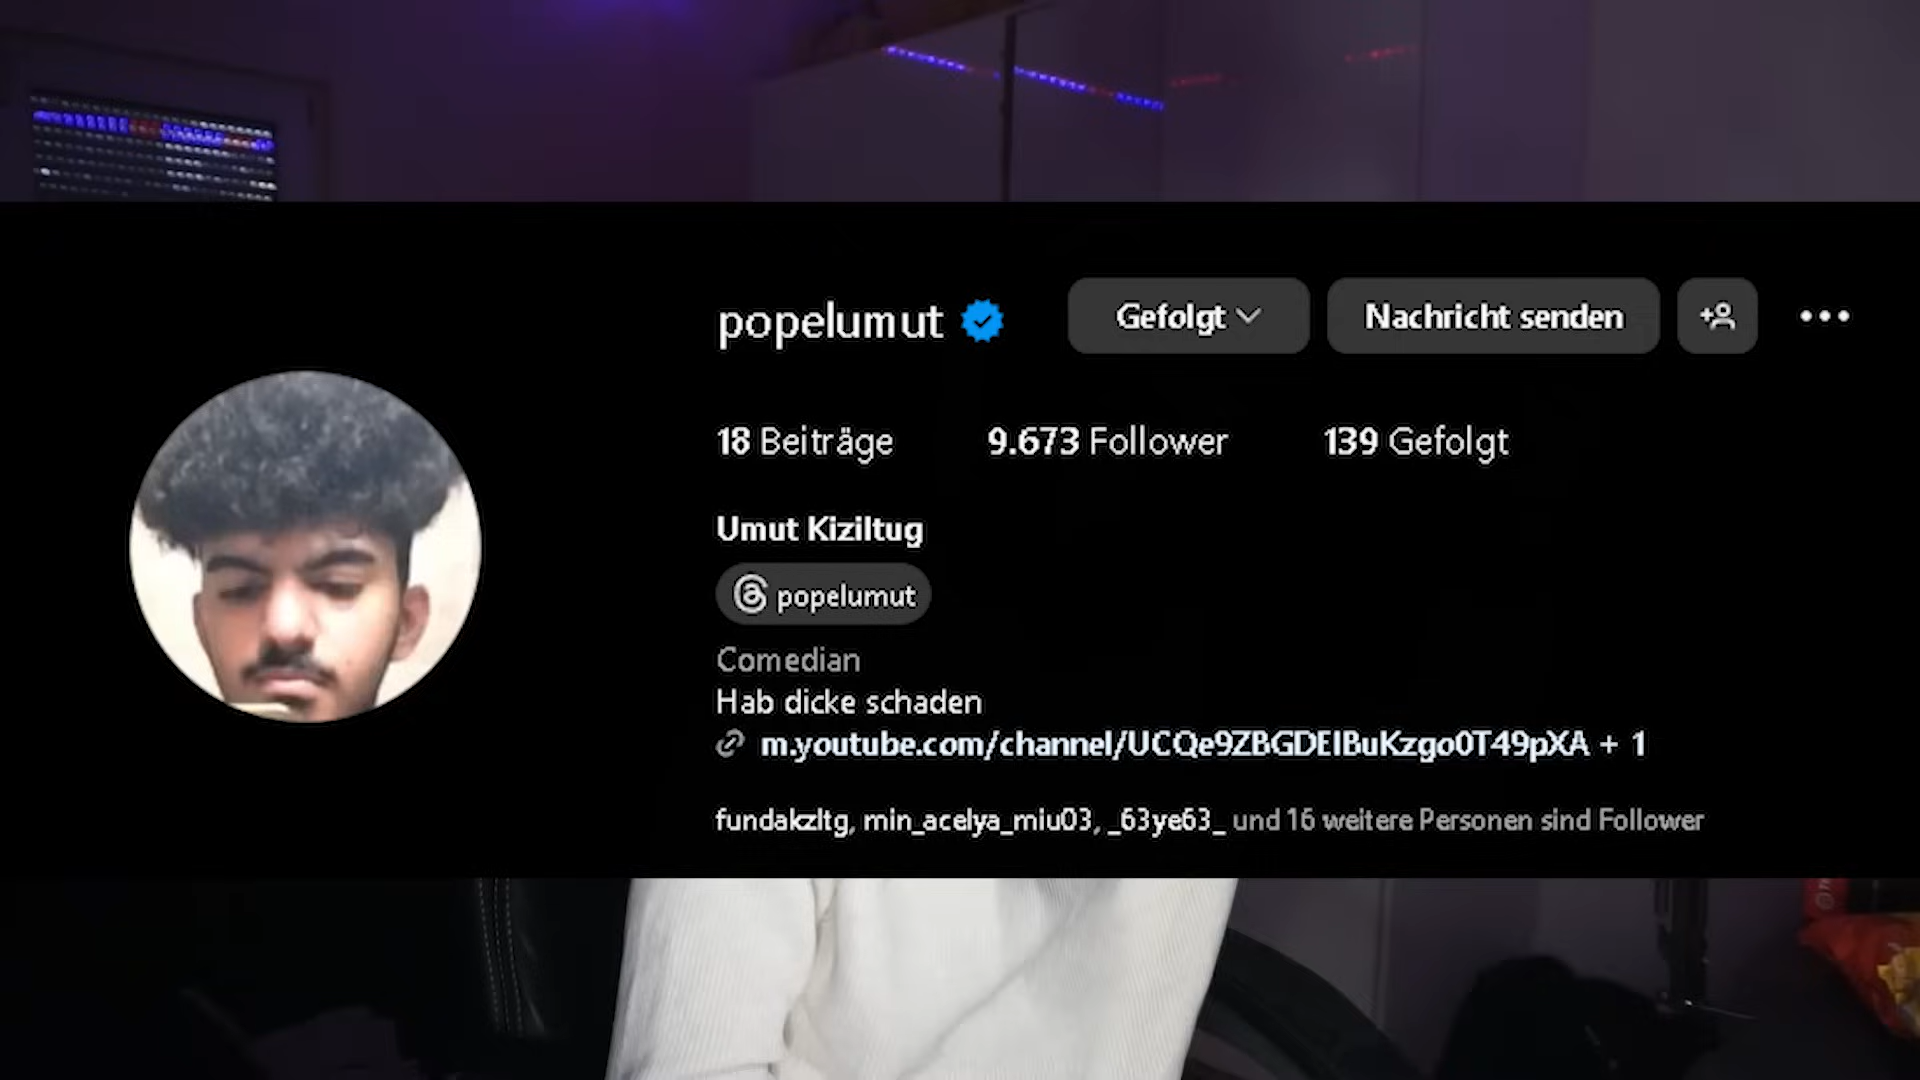 popelumut Gefolgt Nachricht senden
18 Beiträge 9.673 Follower 139 Gefolgt
Umut Kiziltug
popelumut
Comedian
Hab dicke schaden
m.youtube.com/channel/UCQe9ZBGDEIBuKzgo0T49pXA + 1
fundakzltg, min_acelya_miu03, _63ye63_ und 16 weitere Personen sind Follower